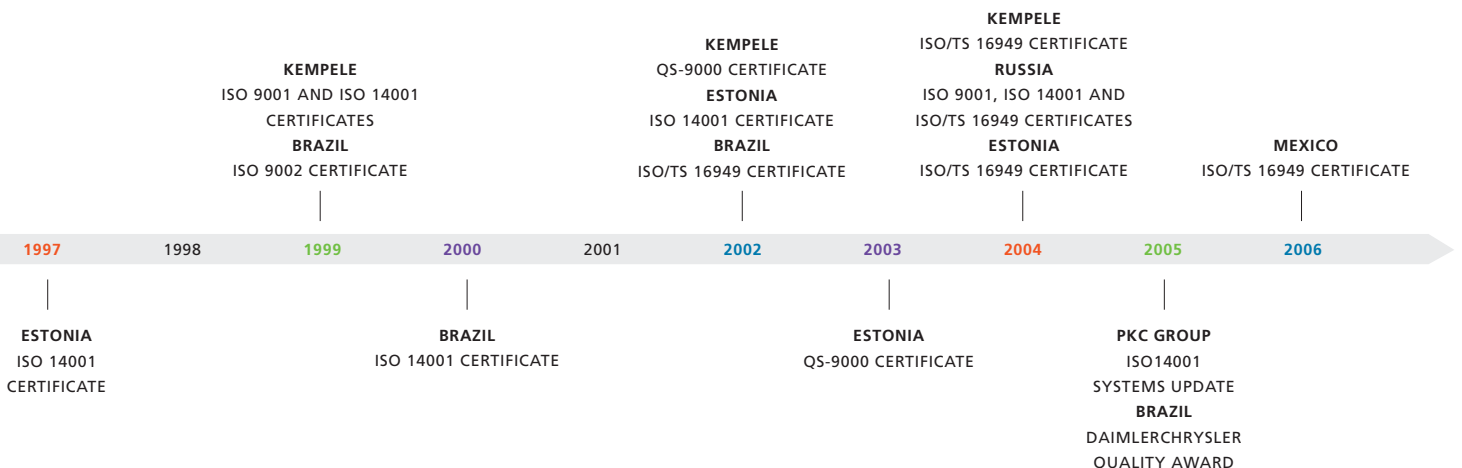 KEMPELE
ISO 9001 AND ISO 14001
CERTIFICATES
BRAZIL
ISO 9002 CERTIFICATE
KEMPELE
QS-9000 CERTIFICATE
ESTONIA
ISO 14001 CERTIFICATE
BRAZIL
ISO/TS 16949 CERTIFICATE
KEMPELE
ISO/TS 16949 CERTIFICATE
RUSSIA
ISO 9001, ISO 14001 AND
ISO/TS 16949 CERTIFICATES
ESTONIA
ISO/TS 16949 CERTIFICATE
MEXICO
ISO/TS 16949 CERTIFICATE
1997 1998 1999 2000 2001 2002 2003 2004 2005 2006
ESTONIA
ISO 14001
CERTIFICATE
BRAZIL
ISO 14001 CERTIFICATE
ESTONIA
QS-9000 CERTIFICATE
PKC GROUP
ISO14001
SYSTEMS UPDATE
BRAZIL
DAIMLERCHRYSLER
QUALITY AWARD